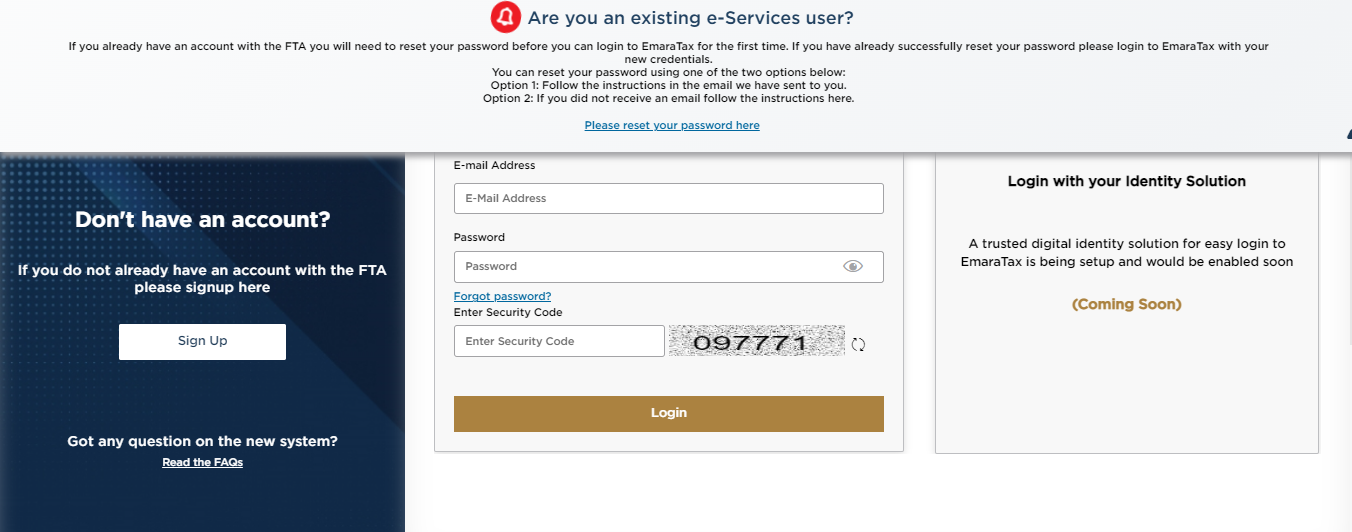 Are you an existing e-Services user?
If you already have an account with the FTA you will need to reset your password before you can login to EmaraTax for the first time. If you have already successfully reset your password please login to EmaraTax with your
new credentials.
You can reset your password using one of the two options below:
Option 1: Follow the instructions in the email we have sent to you.
Option 2: If you did not receive an email follow the instructions here.
Please reset your password here
Don't have an account?
If you do not already have an account with the FTA
please signup here
Sign Up
Got any question on the new system?
Read the FAQs
E-mail Address
E-Mail Address
Password
Password
Forgot password?
Enter Security Code
Enter Security Code
097771
Login
Login with your Identity Solution
A trusted digital identity solution for easy login to
EmaraTax is being setup and would be enabled soon
(Coming Soon)